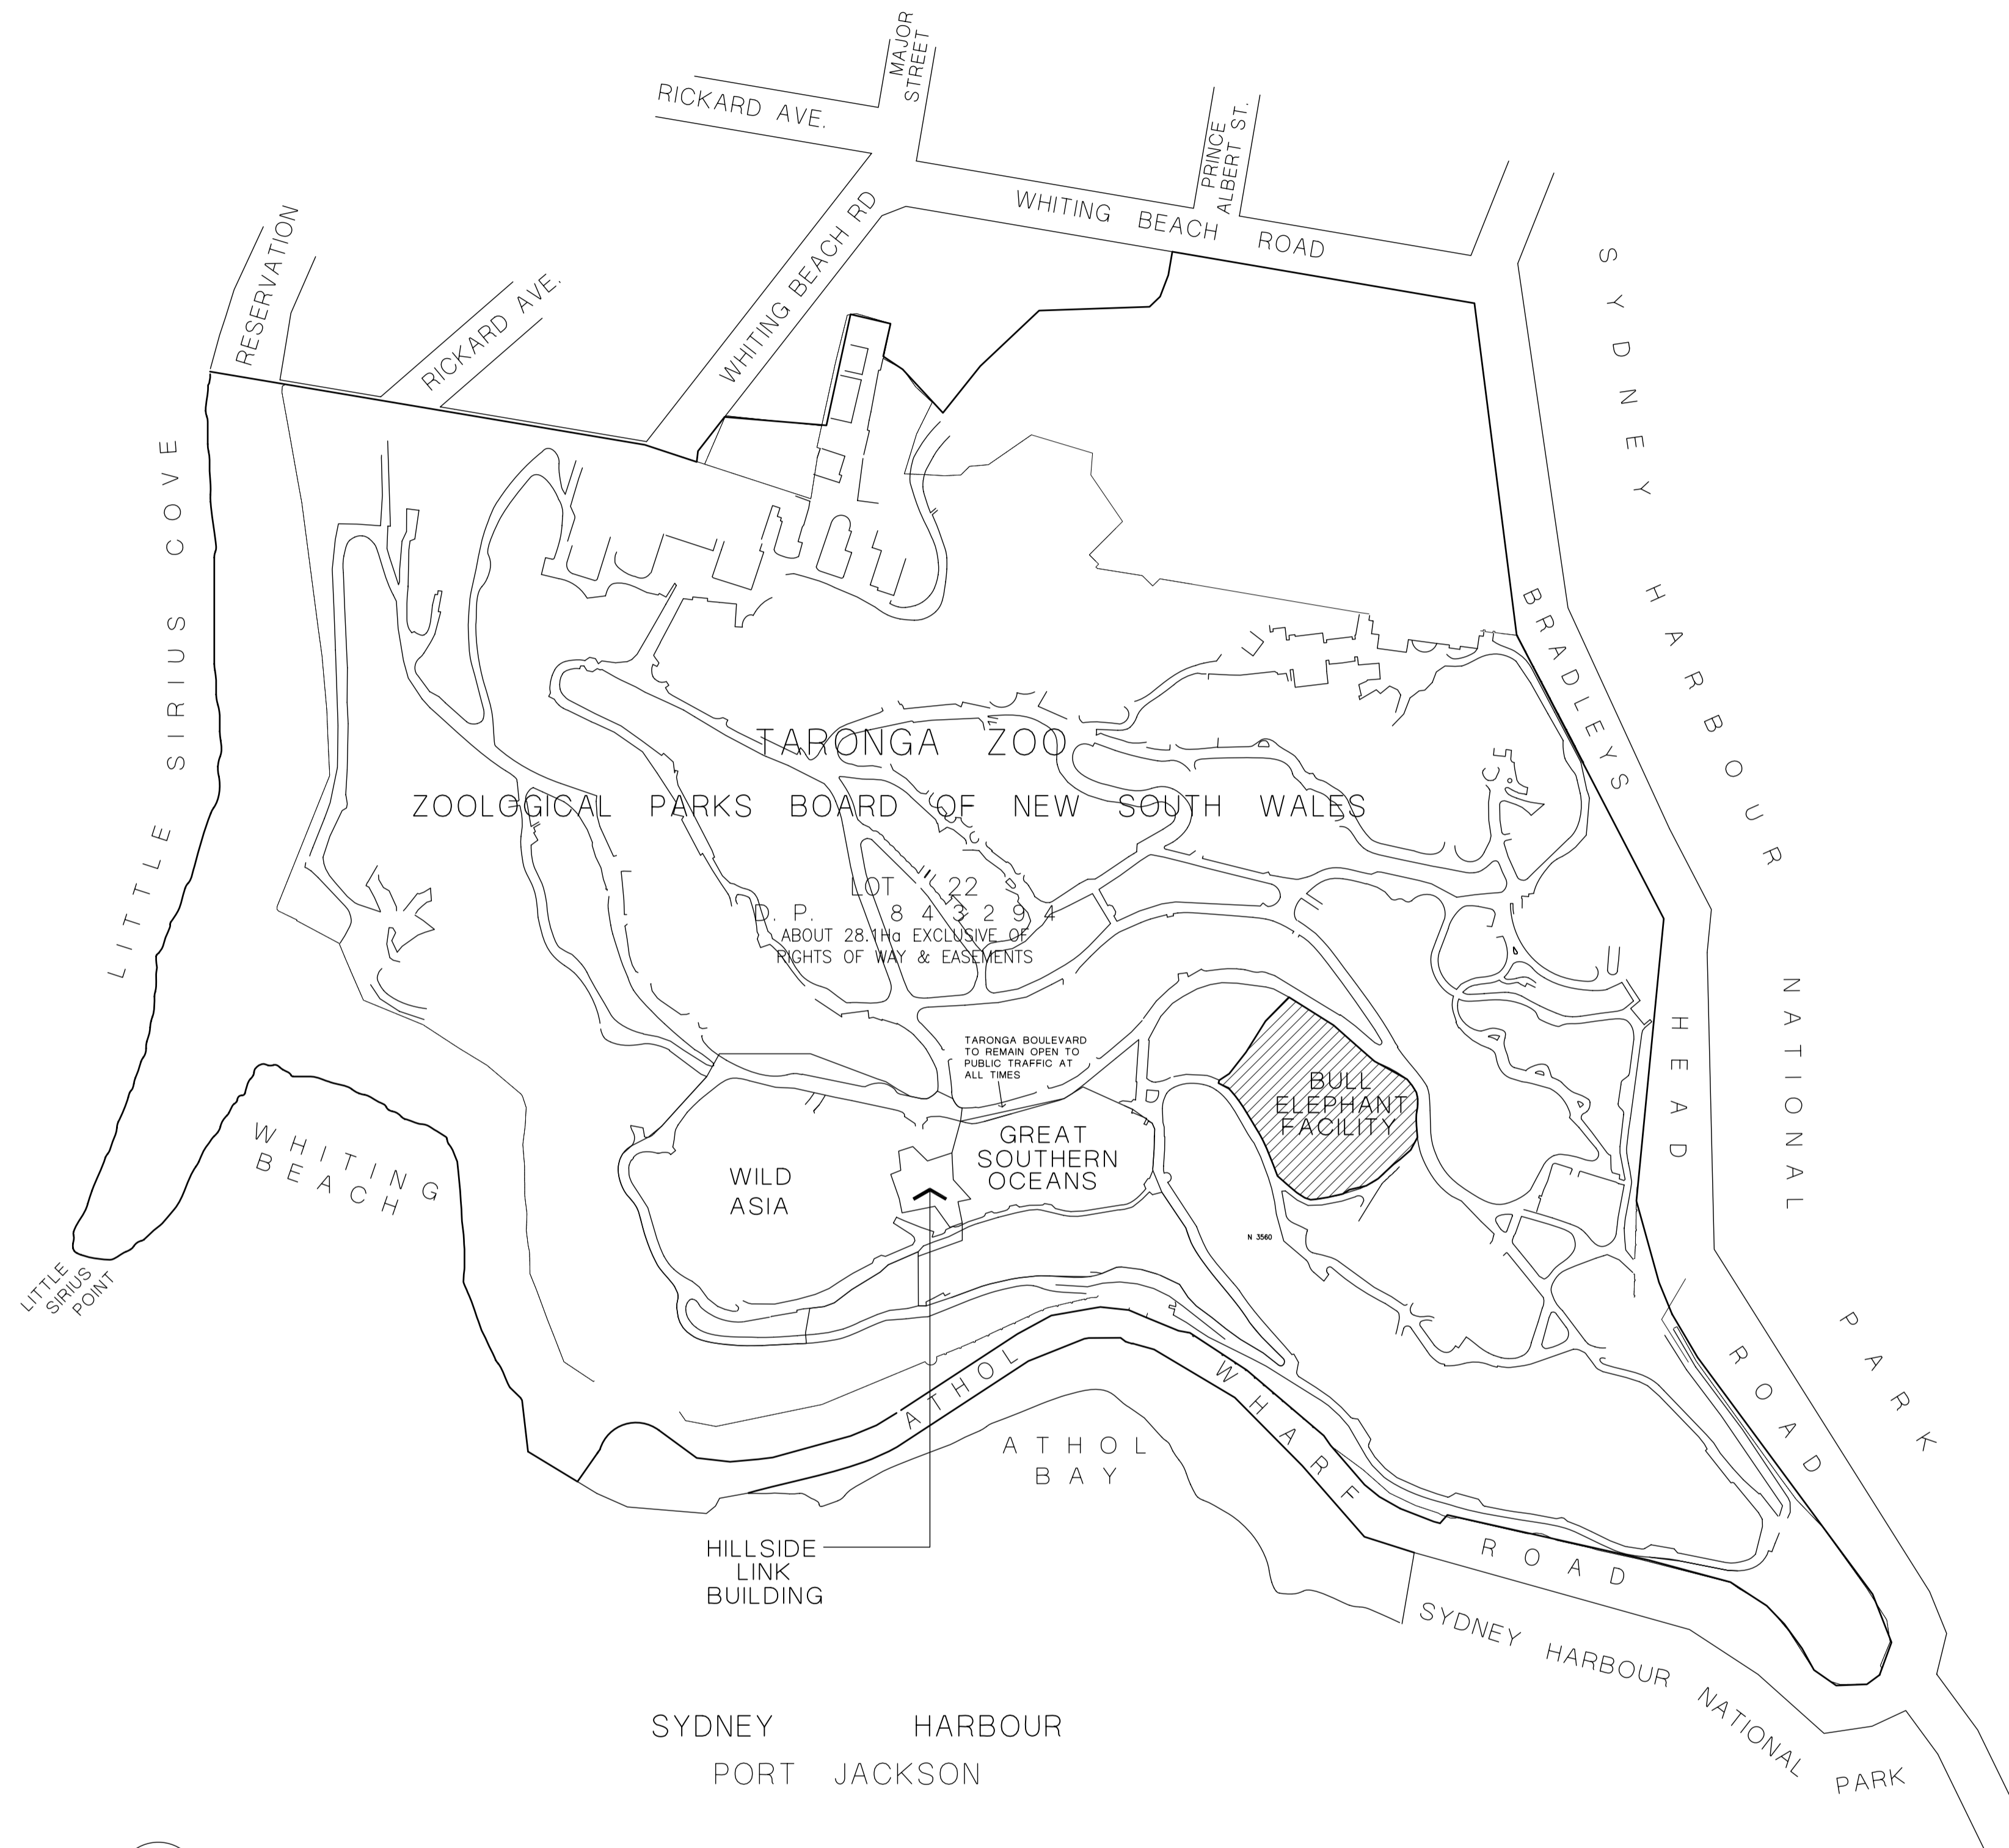 MAJOR
STREET
RICKARD AVE.
PRINCE
ALBERT ST.
WHITING BEACH ROAD
WHITING BEACH RD
RESERVATION
RICKARD AVE.
SYDNEY HARBOUR NATIONAL PARK
LITTLE SIRIUS COVE
BRADLEYS HEAD ROAD
TARONGA ZOO
ZOOLOGICAL PARKS BOARD OF NEW SOUTH WALES
LOT 22
D. P. 843294
ABOUT 28.1Ha EXCLUSIVE OF
RIGHTS OF WAY & EASEMENTS
TARONGA BOULEVARD
TO REMAIN OPEN TO
PUBLIC TRAFFIC AT
ALL TIMES
BULL
ELEPHANT
FACILITY
GREAT
SOUTHERN
OCEANS
WILD
ASIA
WHITING
BEACH
N 3560
LITTLE
SIRIUS
POINT
ATHOL WHARF ROAD
ATHOL
BAY
HILLSIDE
LINK
BUILDING
SYDNEY HARBOUR NATIONAL PARK
SYDNEY HARBOUR
PORT JACKSON